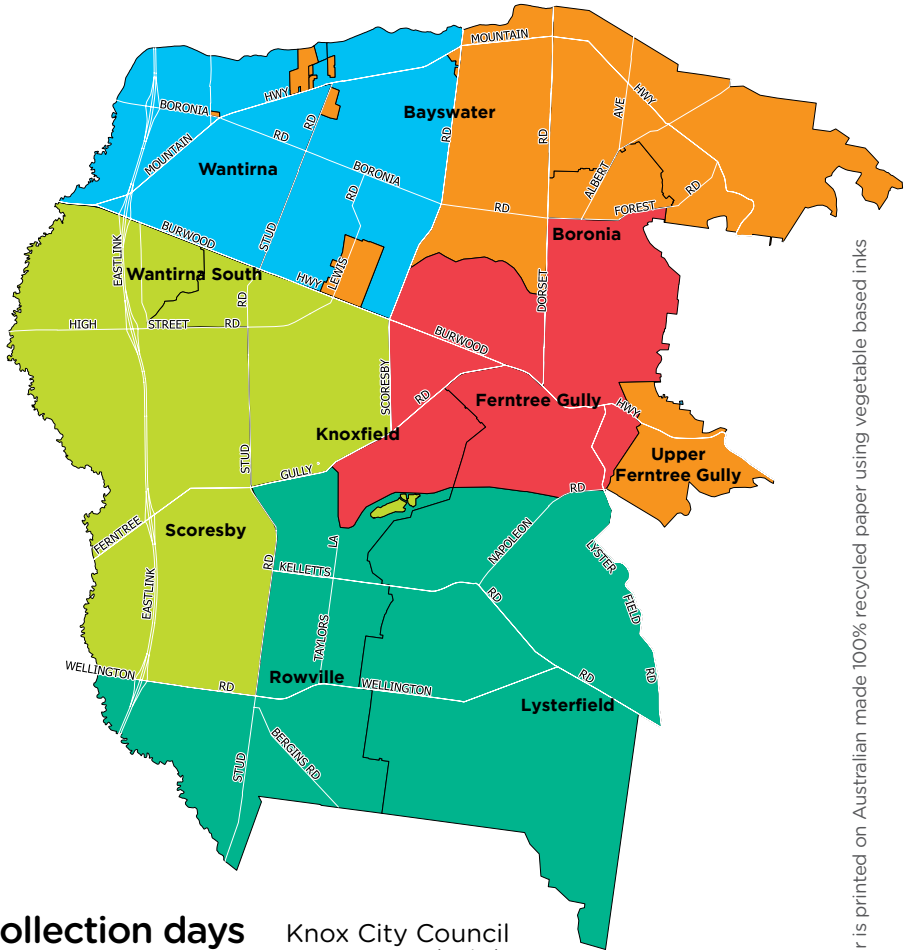 MOUNTAIN
HWY
AVE
HWY
BORONIA
RD
Bayswater
RD
RD
RD
ALBERT
MOUNTAIN
Wantirna
BORONIA
RD
RD
FOREST
RD
BURWOOD
STUD
Boronia
EASTLINK
Wantirna South
HWY
LEWIS
DORSET
RD
HIGH
STREET
RD
BURWOOD
SCORESBY
RD
Ferntree Gully
HWY
Knoxfield
STUD
GULLY
Upper
Ferntree Gully
RD
FERNTREE
Scoresby
LA
NAPOLEON
LYSTER
RD
KELLETTS
EASTLINK
RD
FIELD
TAYLORS
WELLINGTON
RD
Rowville
WELLINGTON
RD
RD
Lysterfield
STUD
BERGINS RD
r is printed on Australian made 100% recycled paper using vegetable based inks
ollection days
Knox City Council